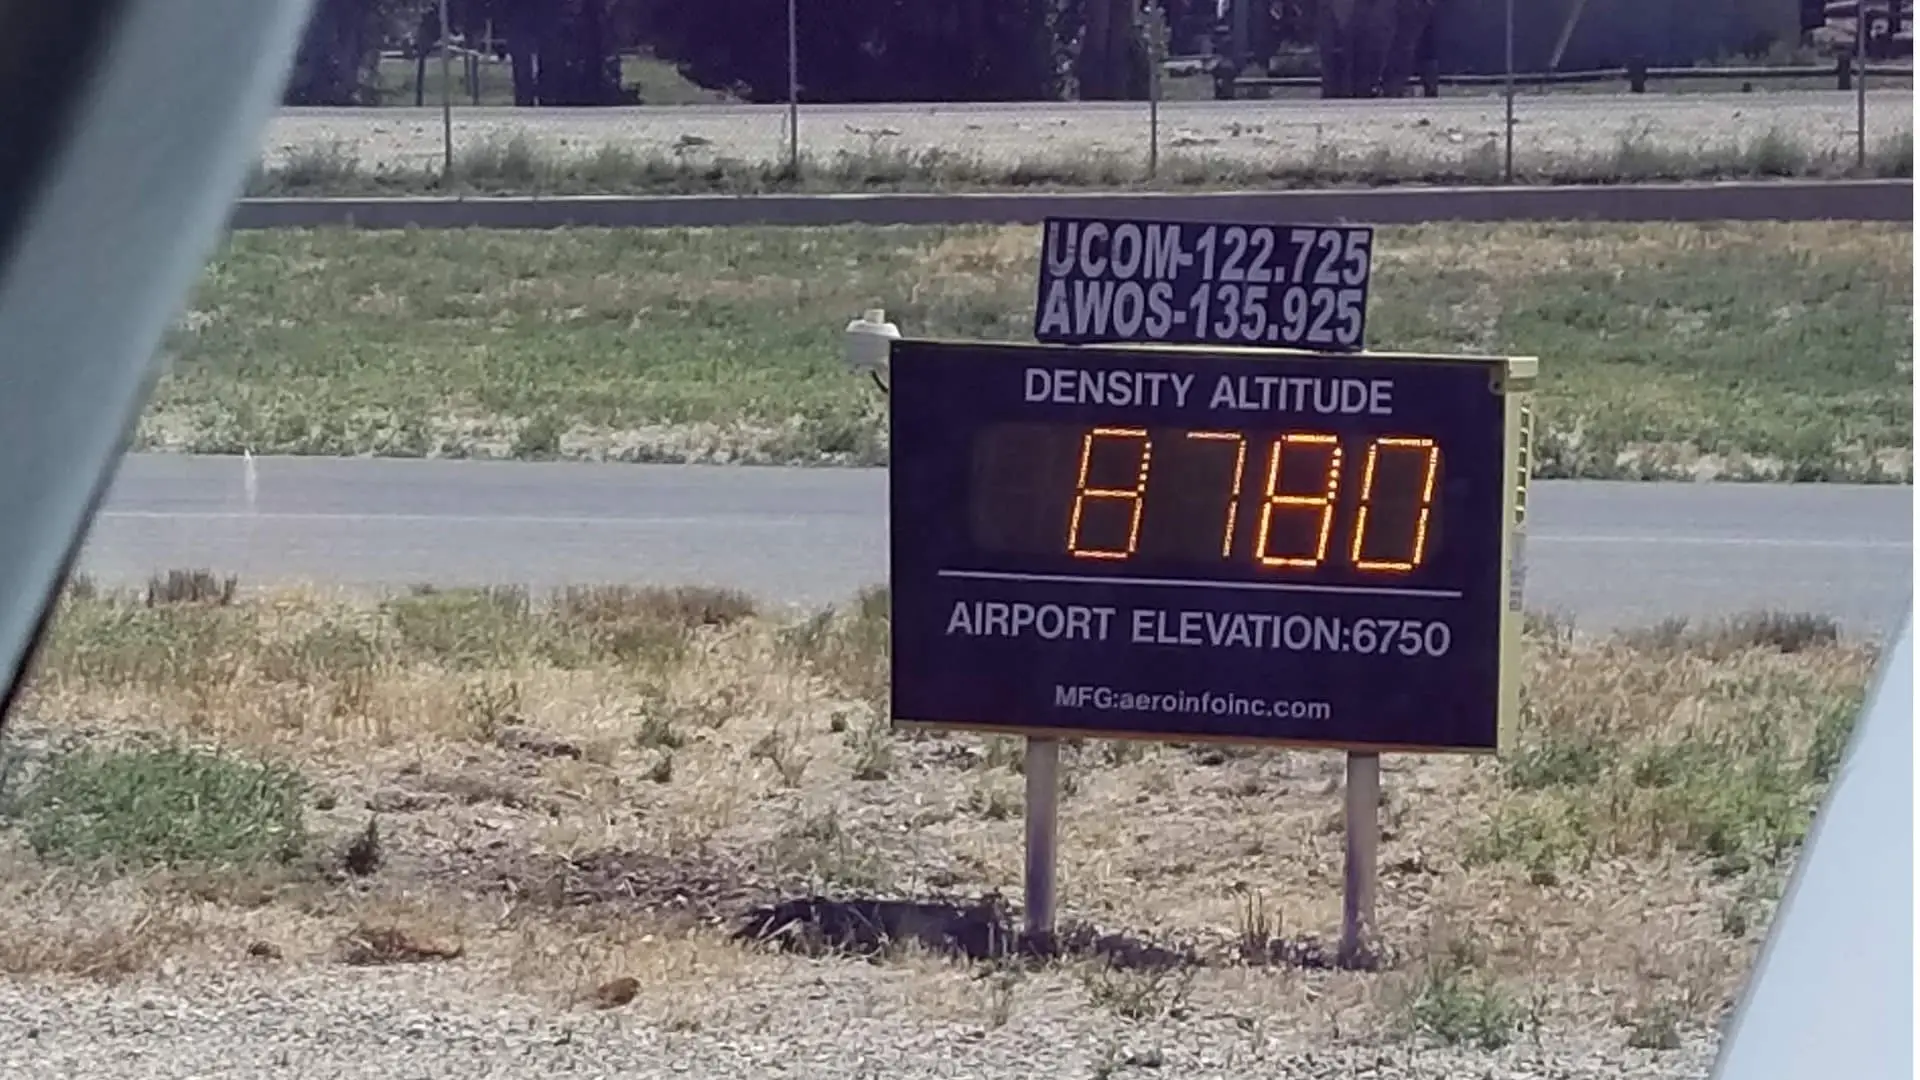 UCOM-122.725
AWOS-135.925
DENSITY ALTITUDE
8780
AIRPORT ELEVATION:6750
MFG:aeroinfoinc.com